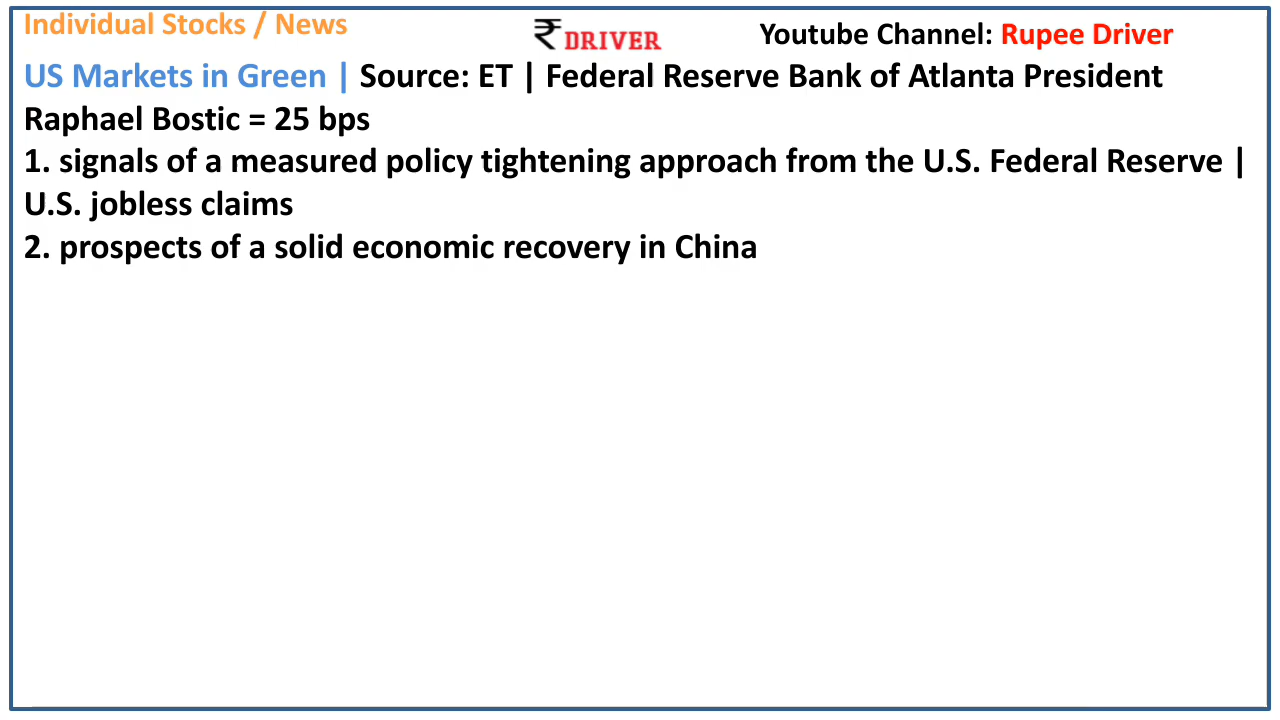 Individual Stocks / News
₹ DRIVER
Youtube Channel: Rupee Driver
US Markets in Green | Source: ET | Federal Reserve Bank of Atlanta President
Raphael Bostic = 25 bps
1. signals of a measured policy tightening approach from the U.S. Federal Reserve |
U.S. jobless claims
2. prospects of a solid economic recovery in China